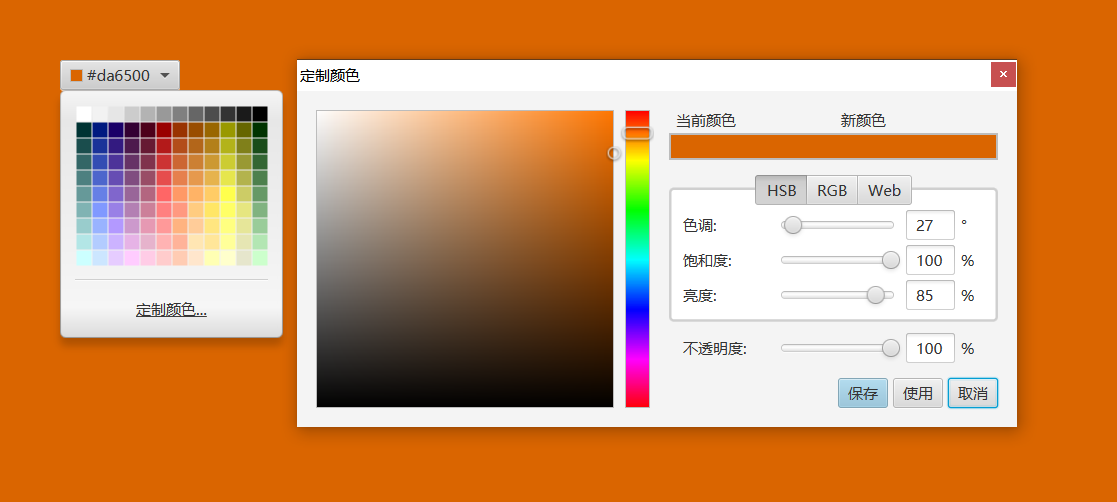 #da6500
定制颜色...
定制颜色
×
当前颜色 新颜色
HSB RGB Web
色调: 27 °
饱和度: 100 %
亮度: 85 %
不透明度: 100 %
保存 使用 取消